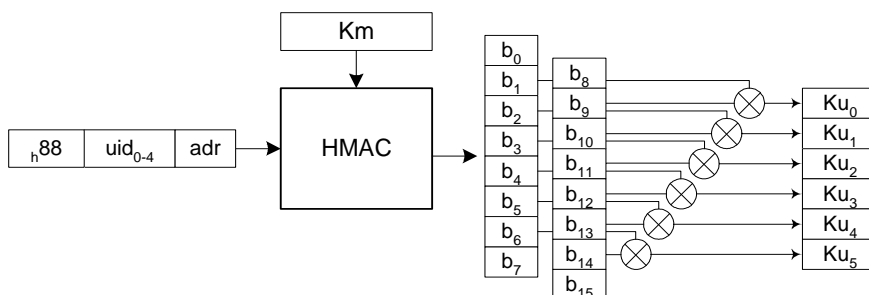 Km
ₕ88 uid₀₋₄ adr
HMAC
b₀
b₁
b₂
b₃
b₄
b₅
b₆
b₇
b₈
b₉
b₁₀
b₁₁
b₁₂
b₁₃
b₁₄
b₁₅
Ku₀
Ku₁
Ku₂
Ku₃
Ku₄
Ku₅